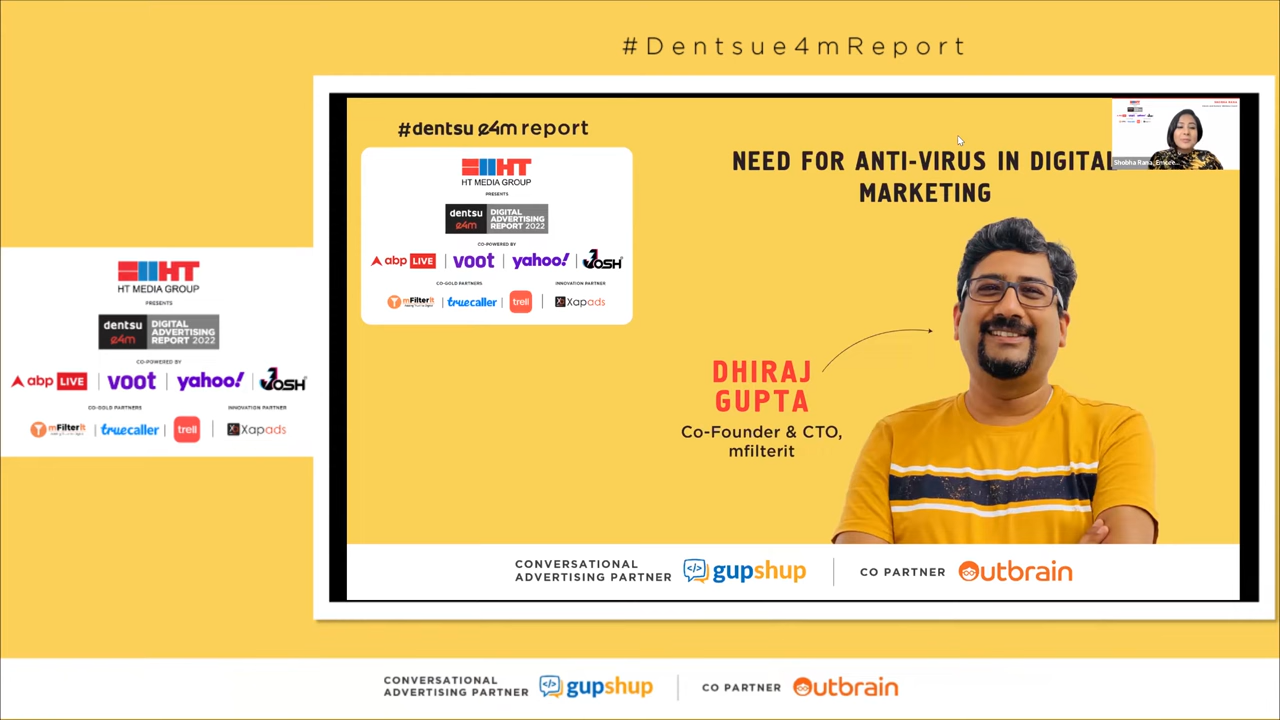 #Dentsue4mReport
#dentsu e4m report
HT MEDIA GROUP
PRESENTS
dentsu e4m DIGITAL ADVERTISING REPORT 2022
CO-POWERED BY
abp LIVE voot yahoo! JOSH
CO-GOLD PARTNERS INNOVATION PARTNER
mFilterIt truecaller trell Xapads
NEED FOR ANTI-VIRUS IN DIGITAL
MARKETING
Shobha Rana, Emcee...
DHIRAJ
GUPTA
Co-Founder & CTO,
mfilterit
CONVERSATIONAL
ADVERTISING PARTNER
gupshup
CO PARTNER
Outbrain
HT MEDIA GROUP
PRESENTS
dentsu e4m DIGITAL ADVERTISING REPORT 2022
CO-POWERED BY
abp LIVE voot yahoo! JOSH
CO-GOLD PARTNERS INNOVATION PARTNER
mFilterIt truecaller trell Xapads
CONVERSATIONAL
ADVERTISING PARTNER
gupshup
CO PARTNER
Outbrain